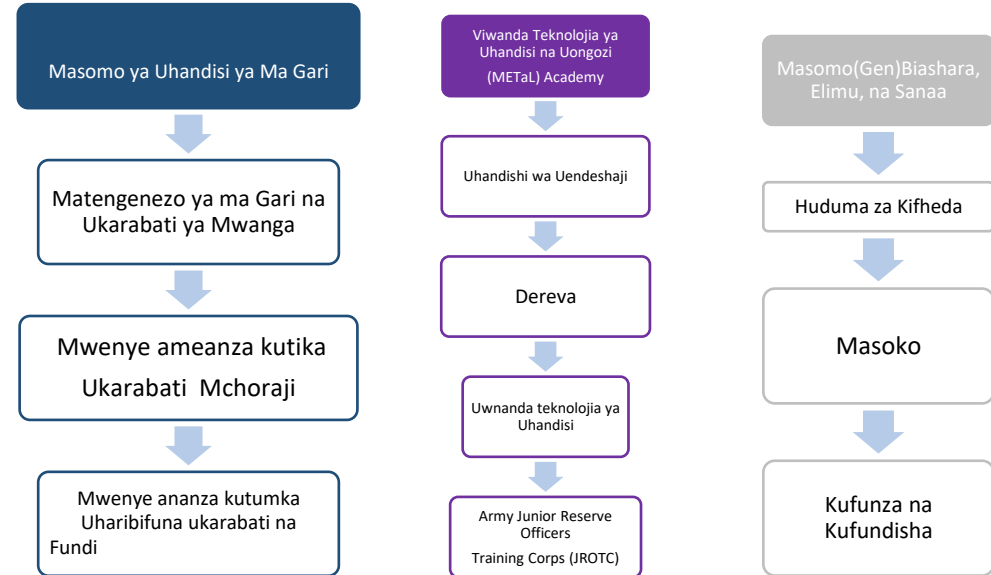 Masomo ya Uhandisi ya Ma Gari
Matengenezo ya ma Gari na
Ukarabati ya Mwanga
Mwenye ameanza kutika
Ukarabati  Mchoraji
Mwenye ananza kutumka
Uharibifuna ukarabati na
Fundi
Viwanda Teknolojia ya
Uhandisi na Uongozi
(METaL) Academy
Uhandishi wa Uendeshaji
Dereva
Uwnanda teknolojia ya
Uhandisi
Army Junior Reserve
Officers
Training Corps (JROTC)
Masomo(Gen)Biashara,
Elimu, na Sanaa
Huduma za Kifheda
Masoko
Kufunza na
Kufundisha